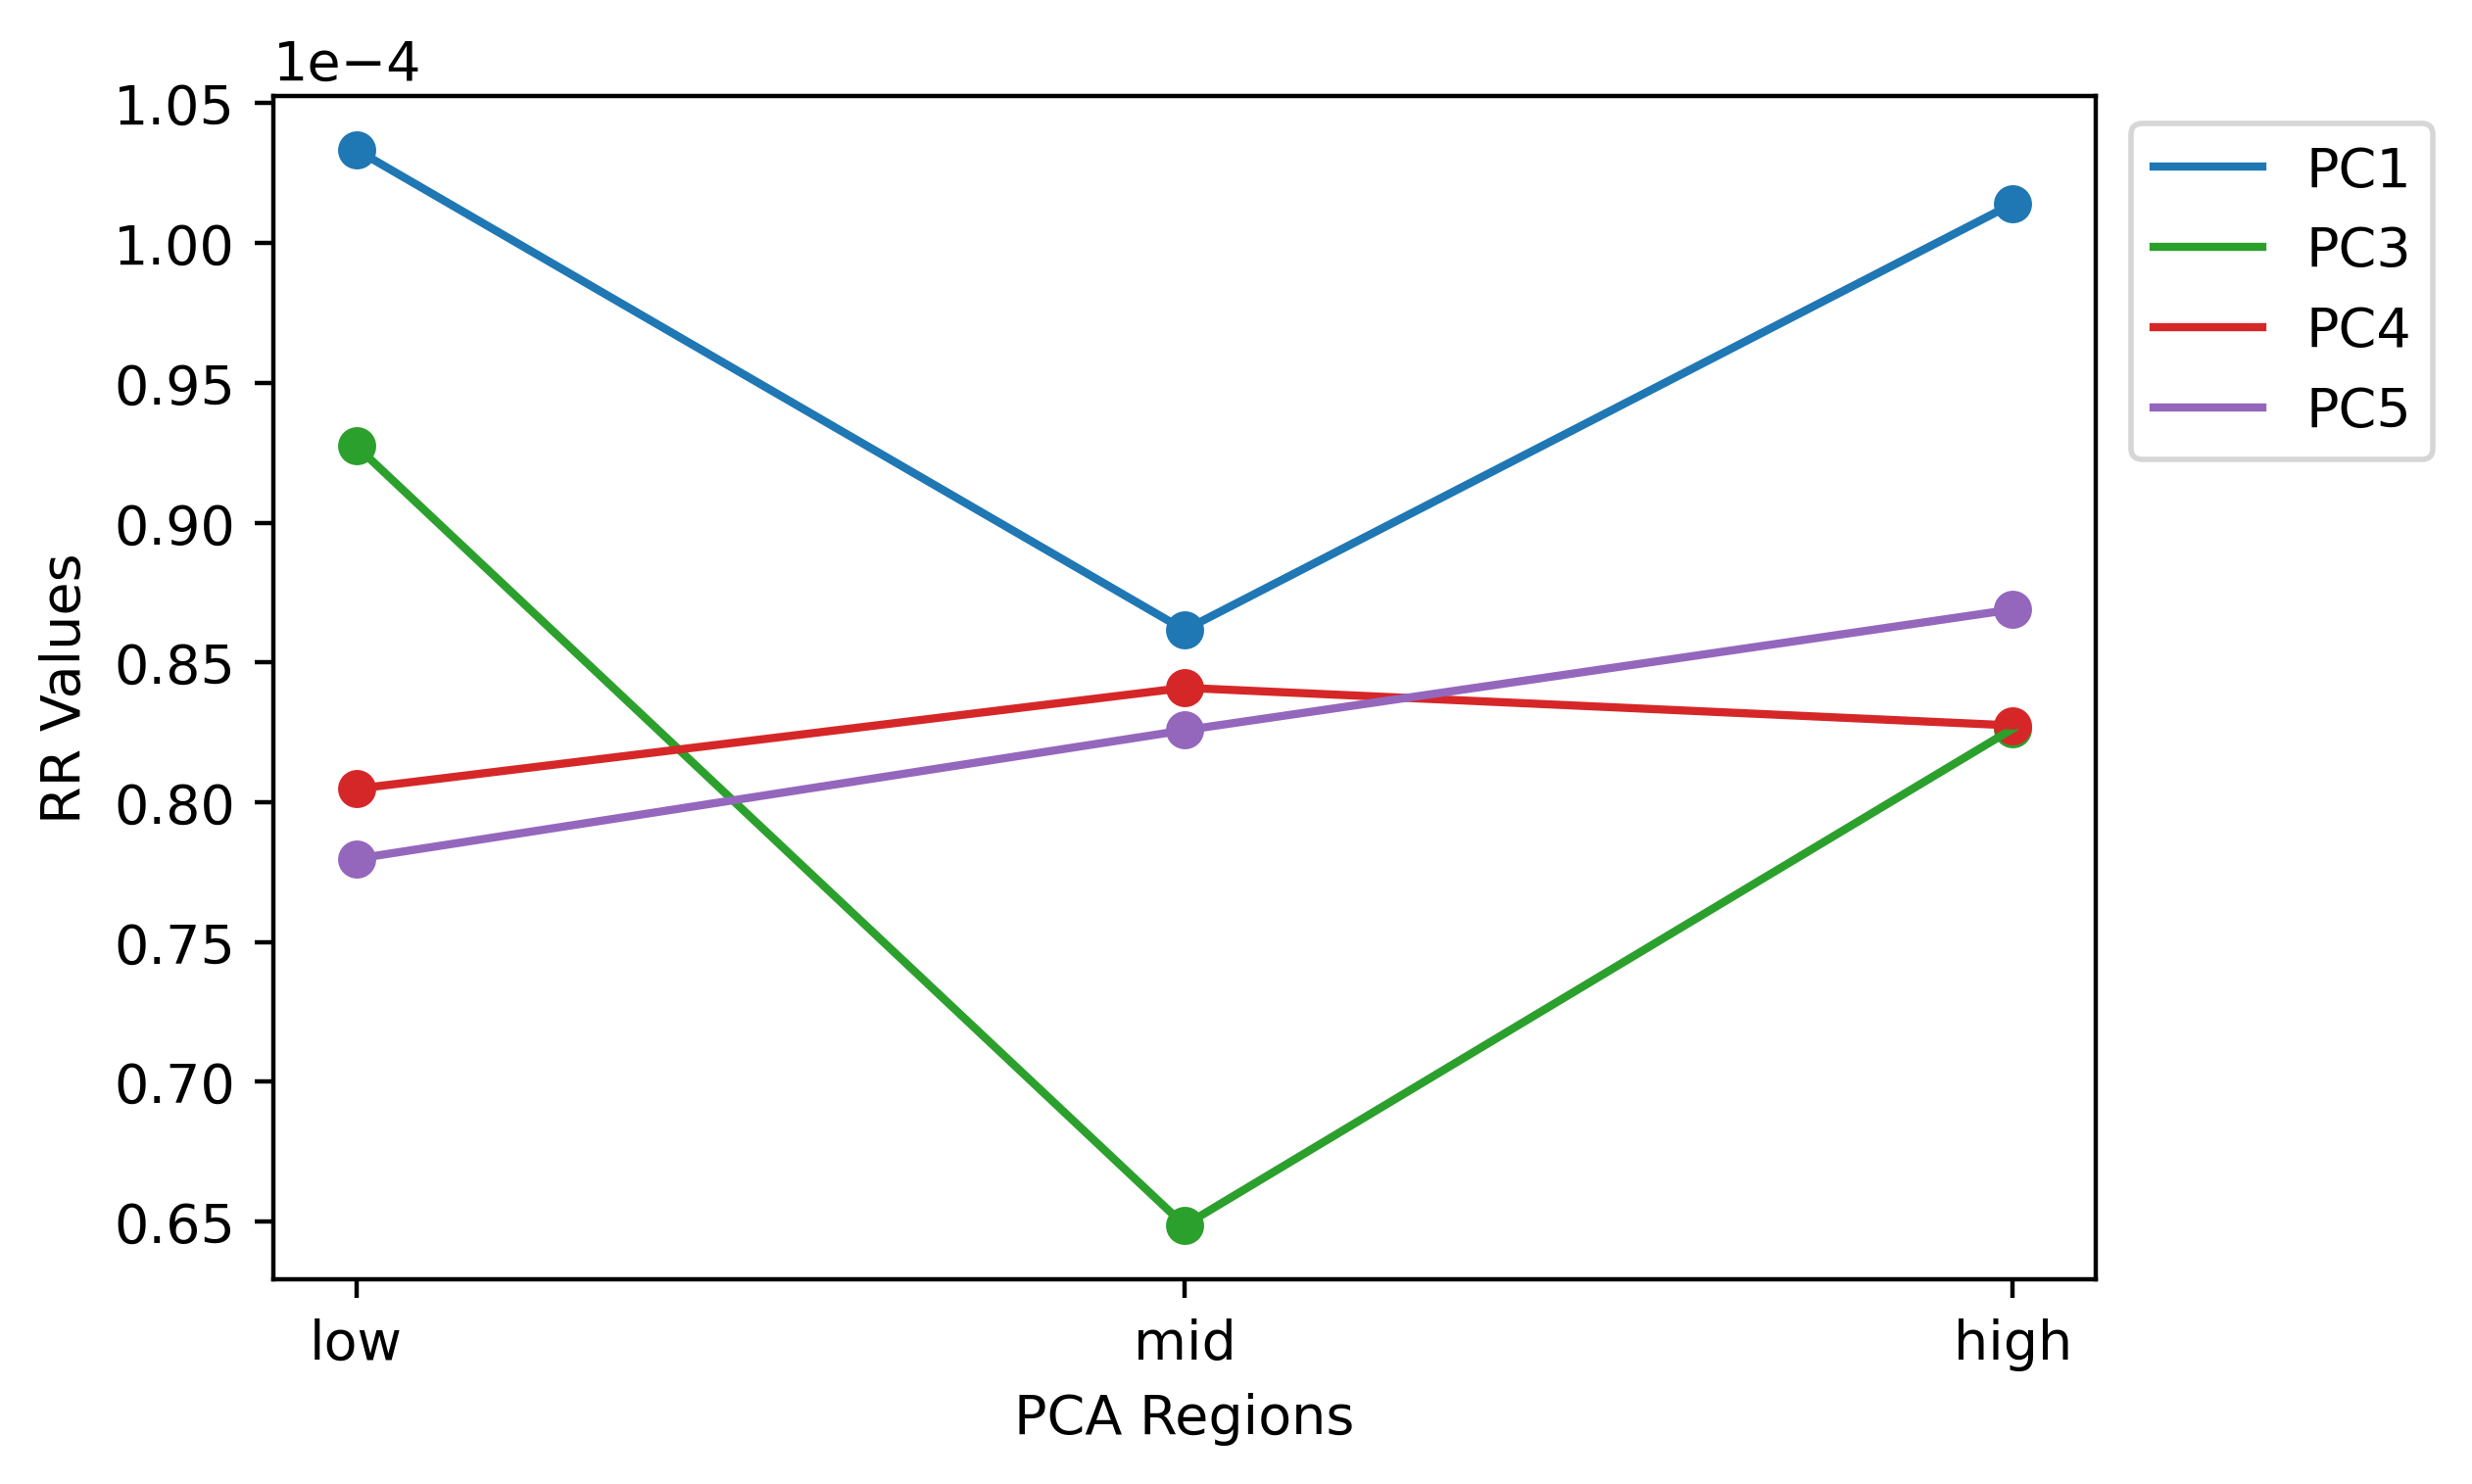 1e−4
1.05
1.00
0.95
0.90
0.85
0.80
0.75
0.70
0.65
RR Values
low mid high
PCA Regions
PC1
PC3
PC4
PC5